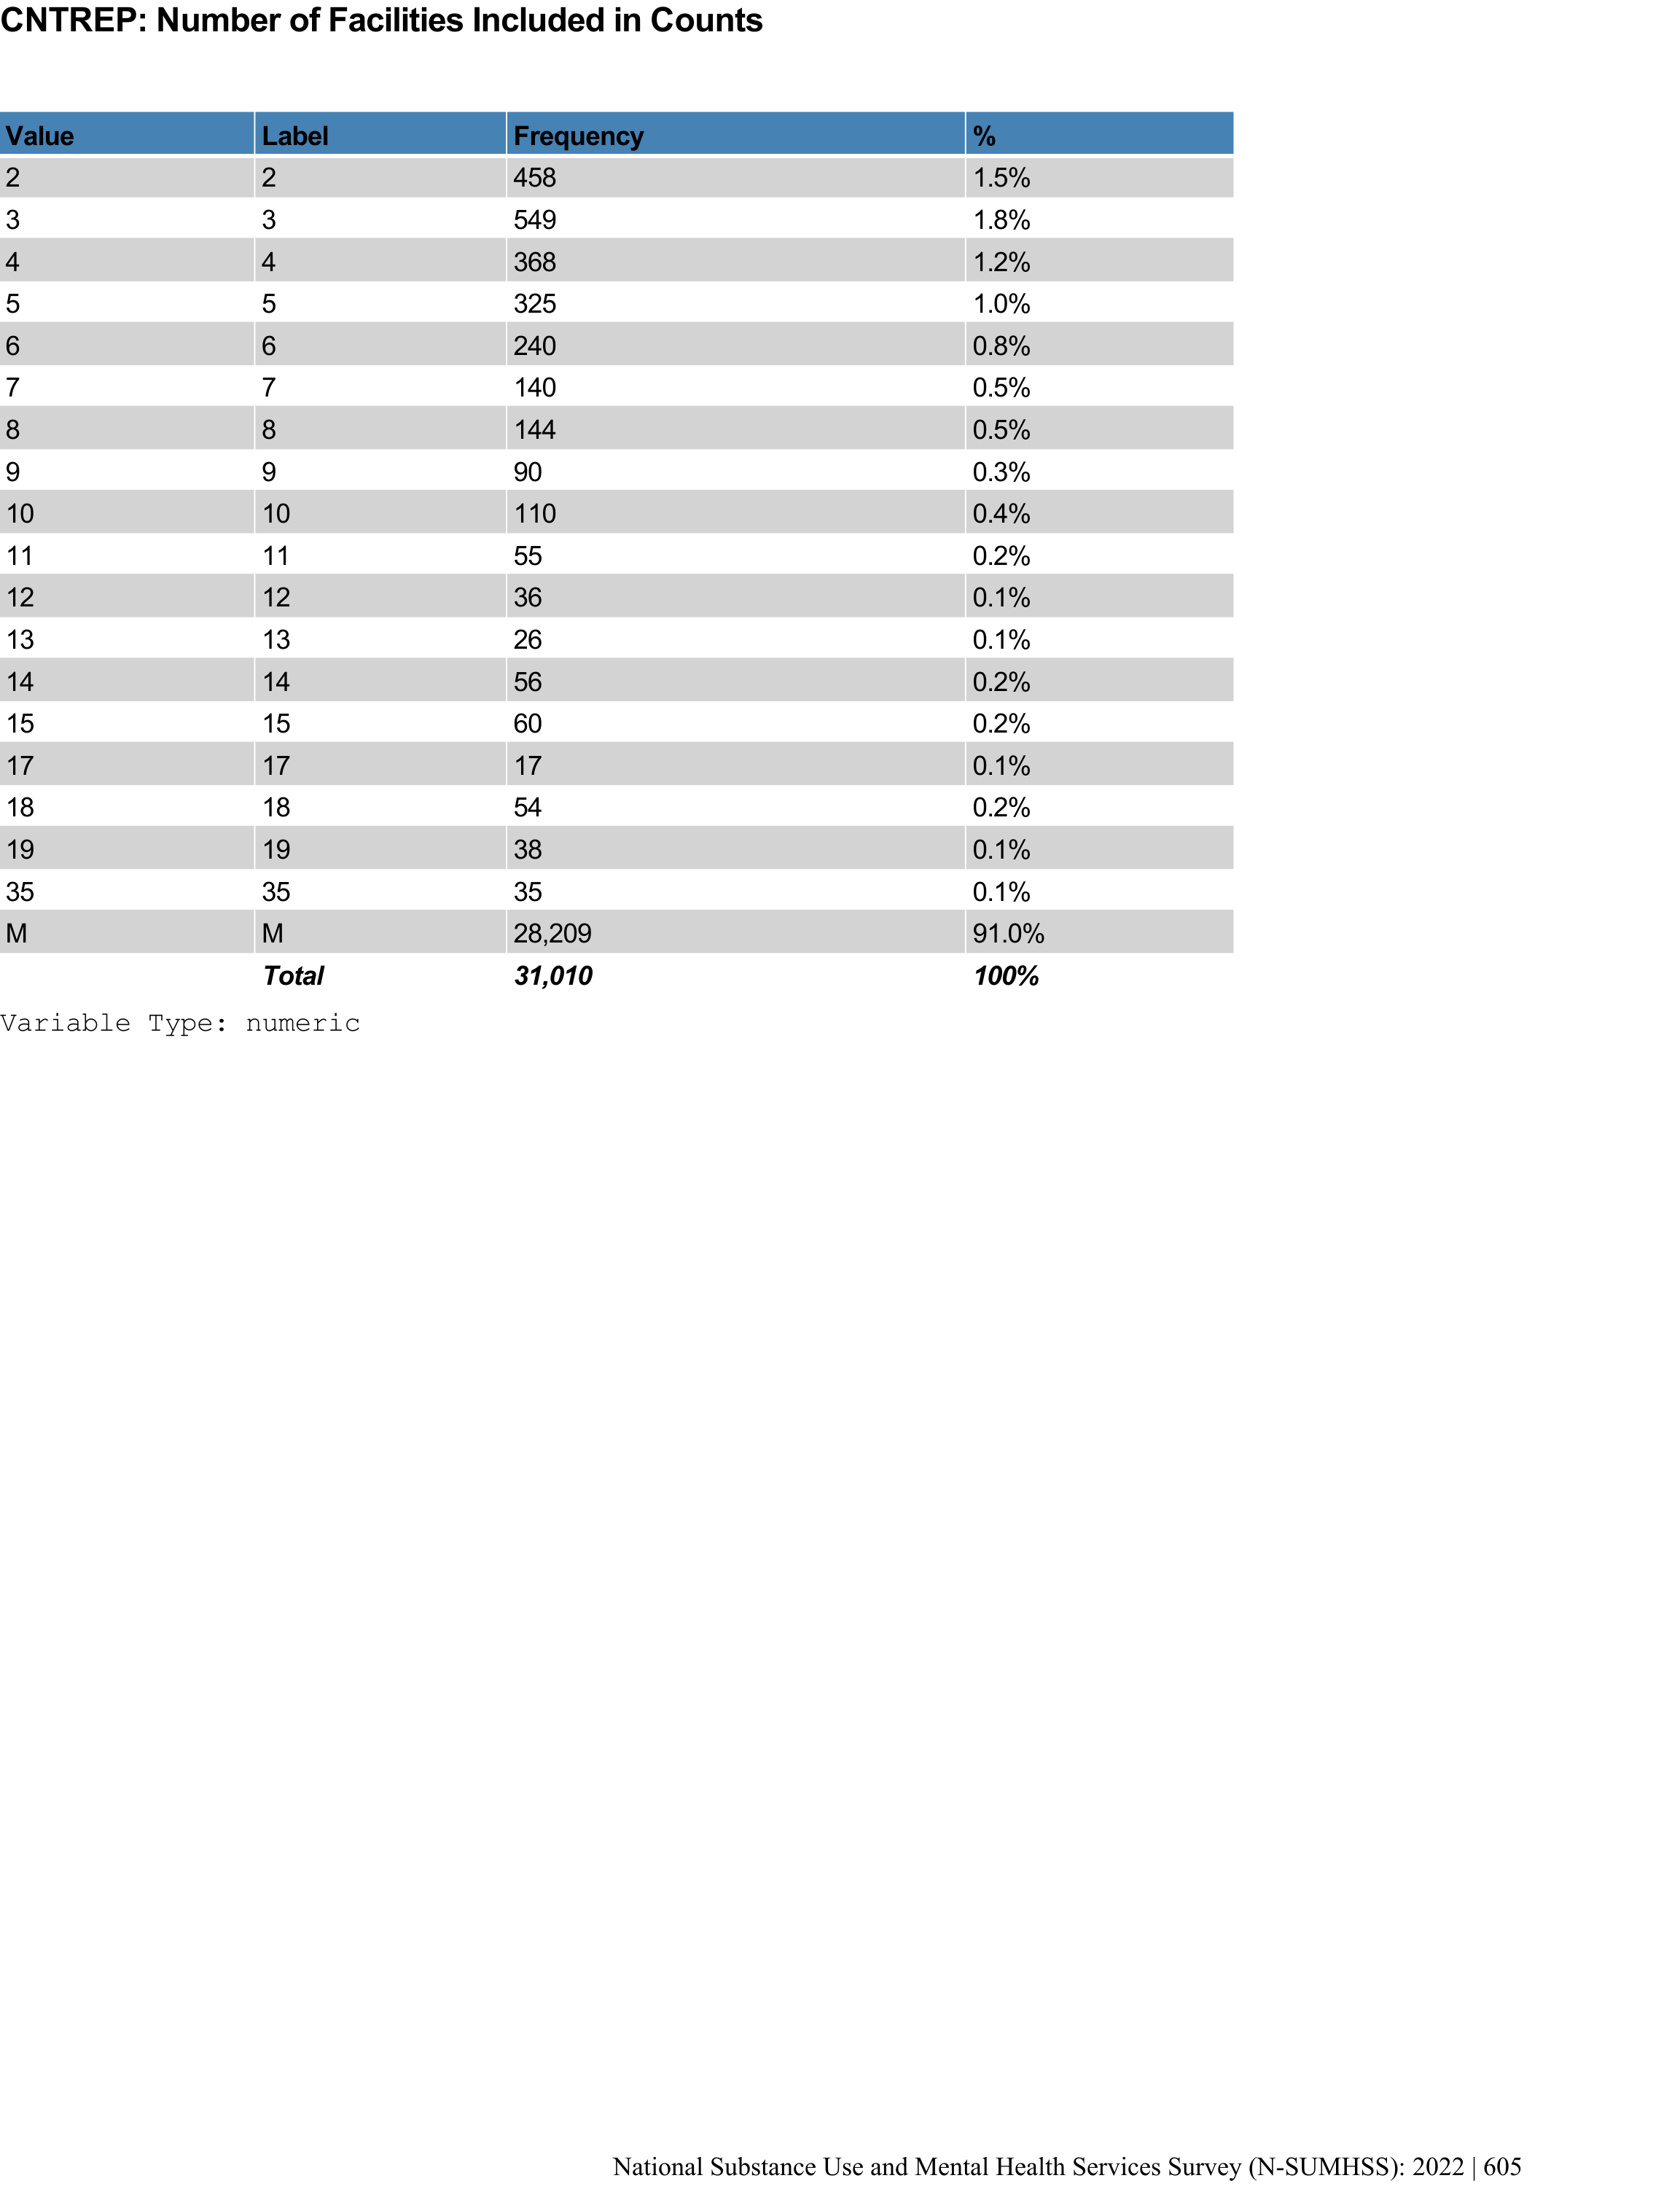 CNTREP: Number of Facilities Included in Counts
Value Label Frequency %
2 2 458 1.5%
3 3 549 1.8%
4 4 368 1.2%
5 5 325 1.0%
6 6 240 0.8%
7 7 140 0.5%
8 8 144 0.5%
9 9 90 0.3%
10 10 110 0.4%
11 11 55 0.2%
12 12 36 0.1%
13 13 26 0.1%
14 14 56 0.2%
15 15 60 0.2%
17 17 17 0.1%
18 18 54 0.2%
19 19 38 0.1%
35 35 35 0.1%
M M 28,209 91.0%
Total 31,010 100%
Variable Type: numeric
National Substance Use and Mental Health Services Survey (N-SUMHSS): 2022 | 605